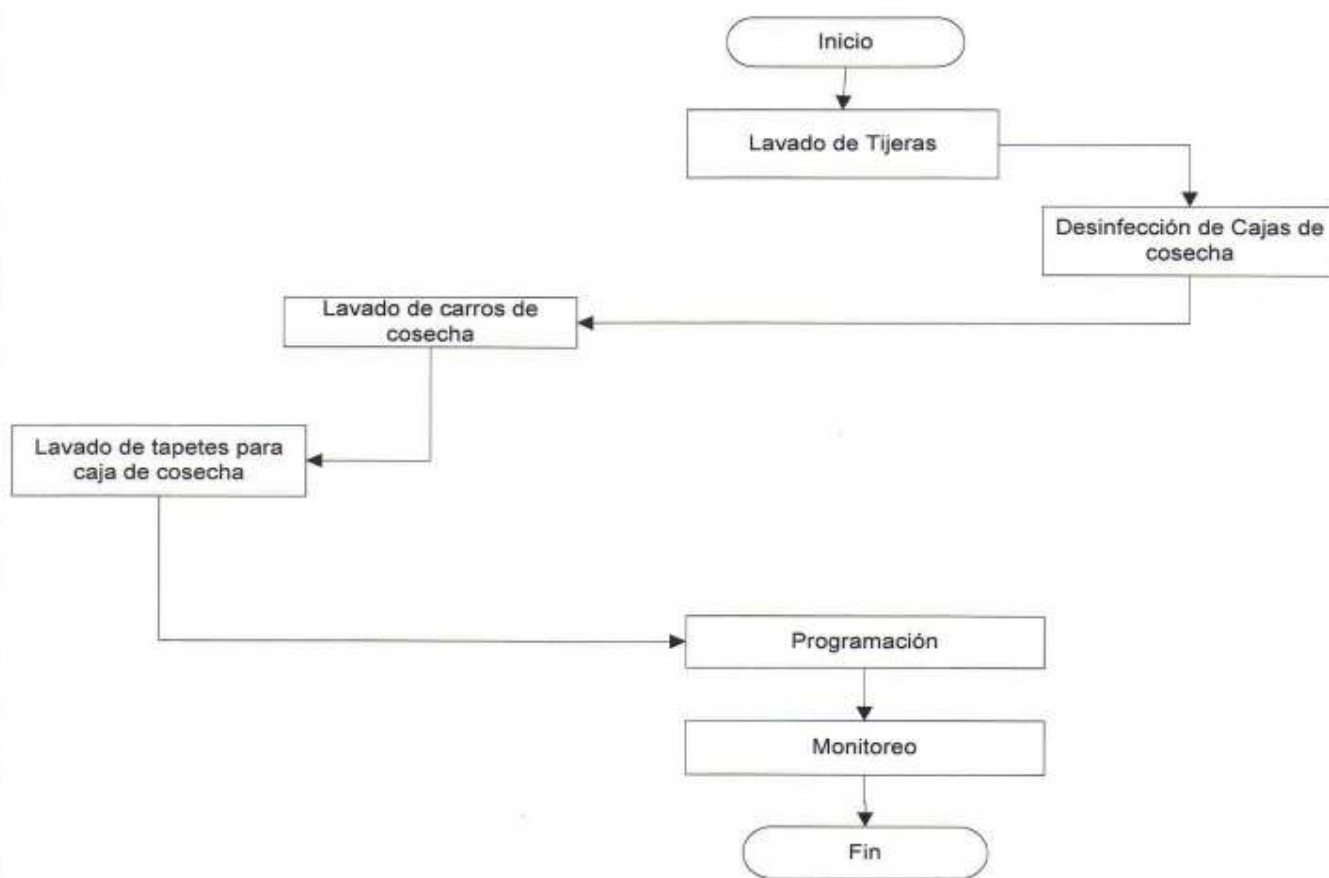 Inicio
Lavado de Tijeras
Desinfección de Cajas de
cosecha
Lavado de carros de
cosecha
Lavado de tapetes para
caja de cosecha
Programación
Monitoreo
Fin